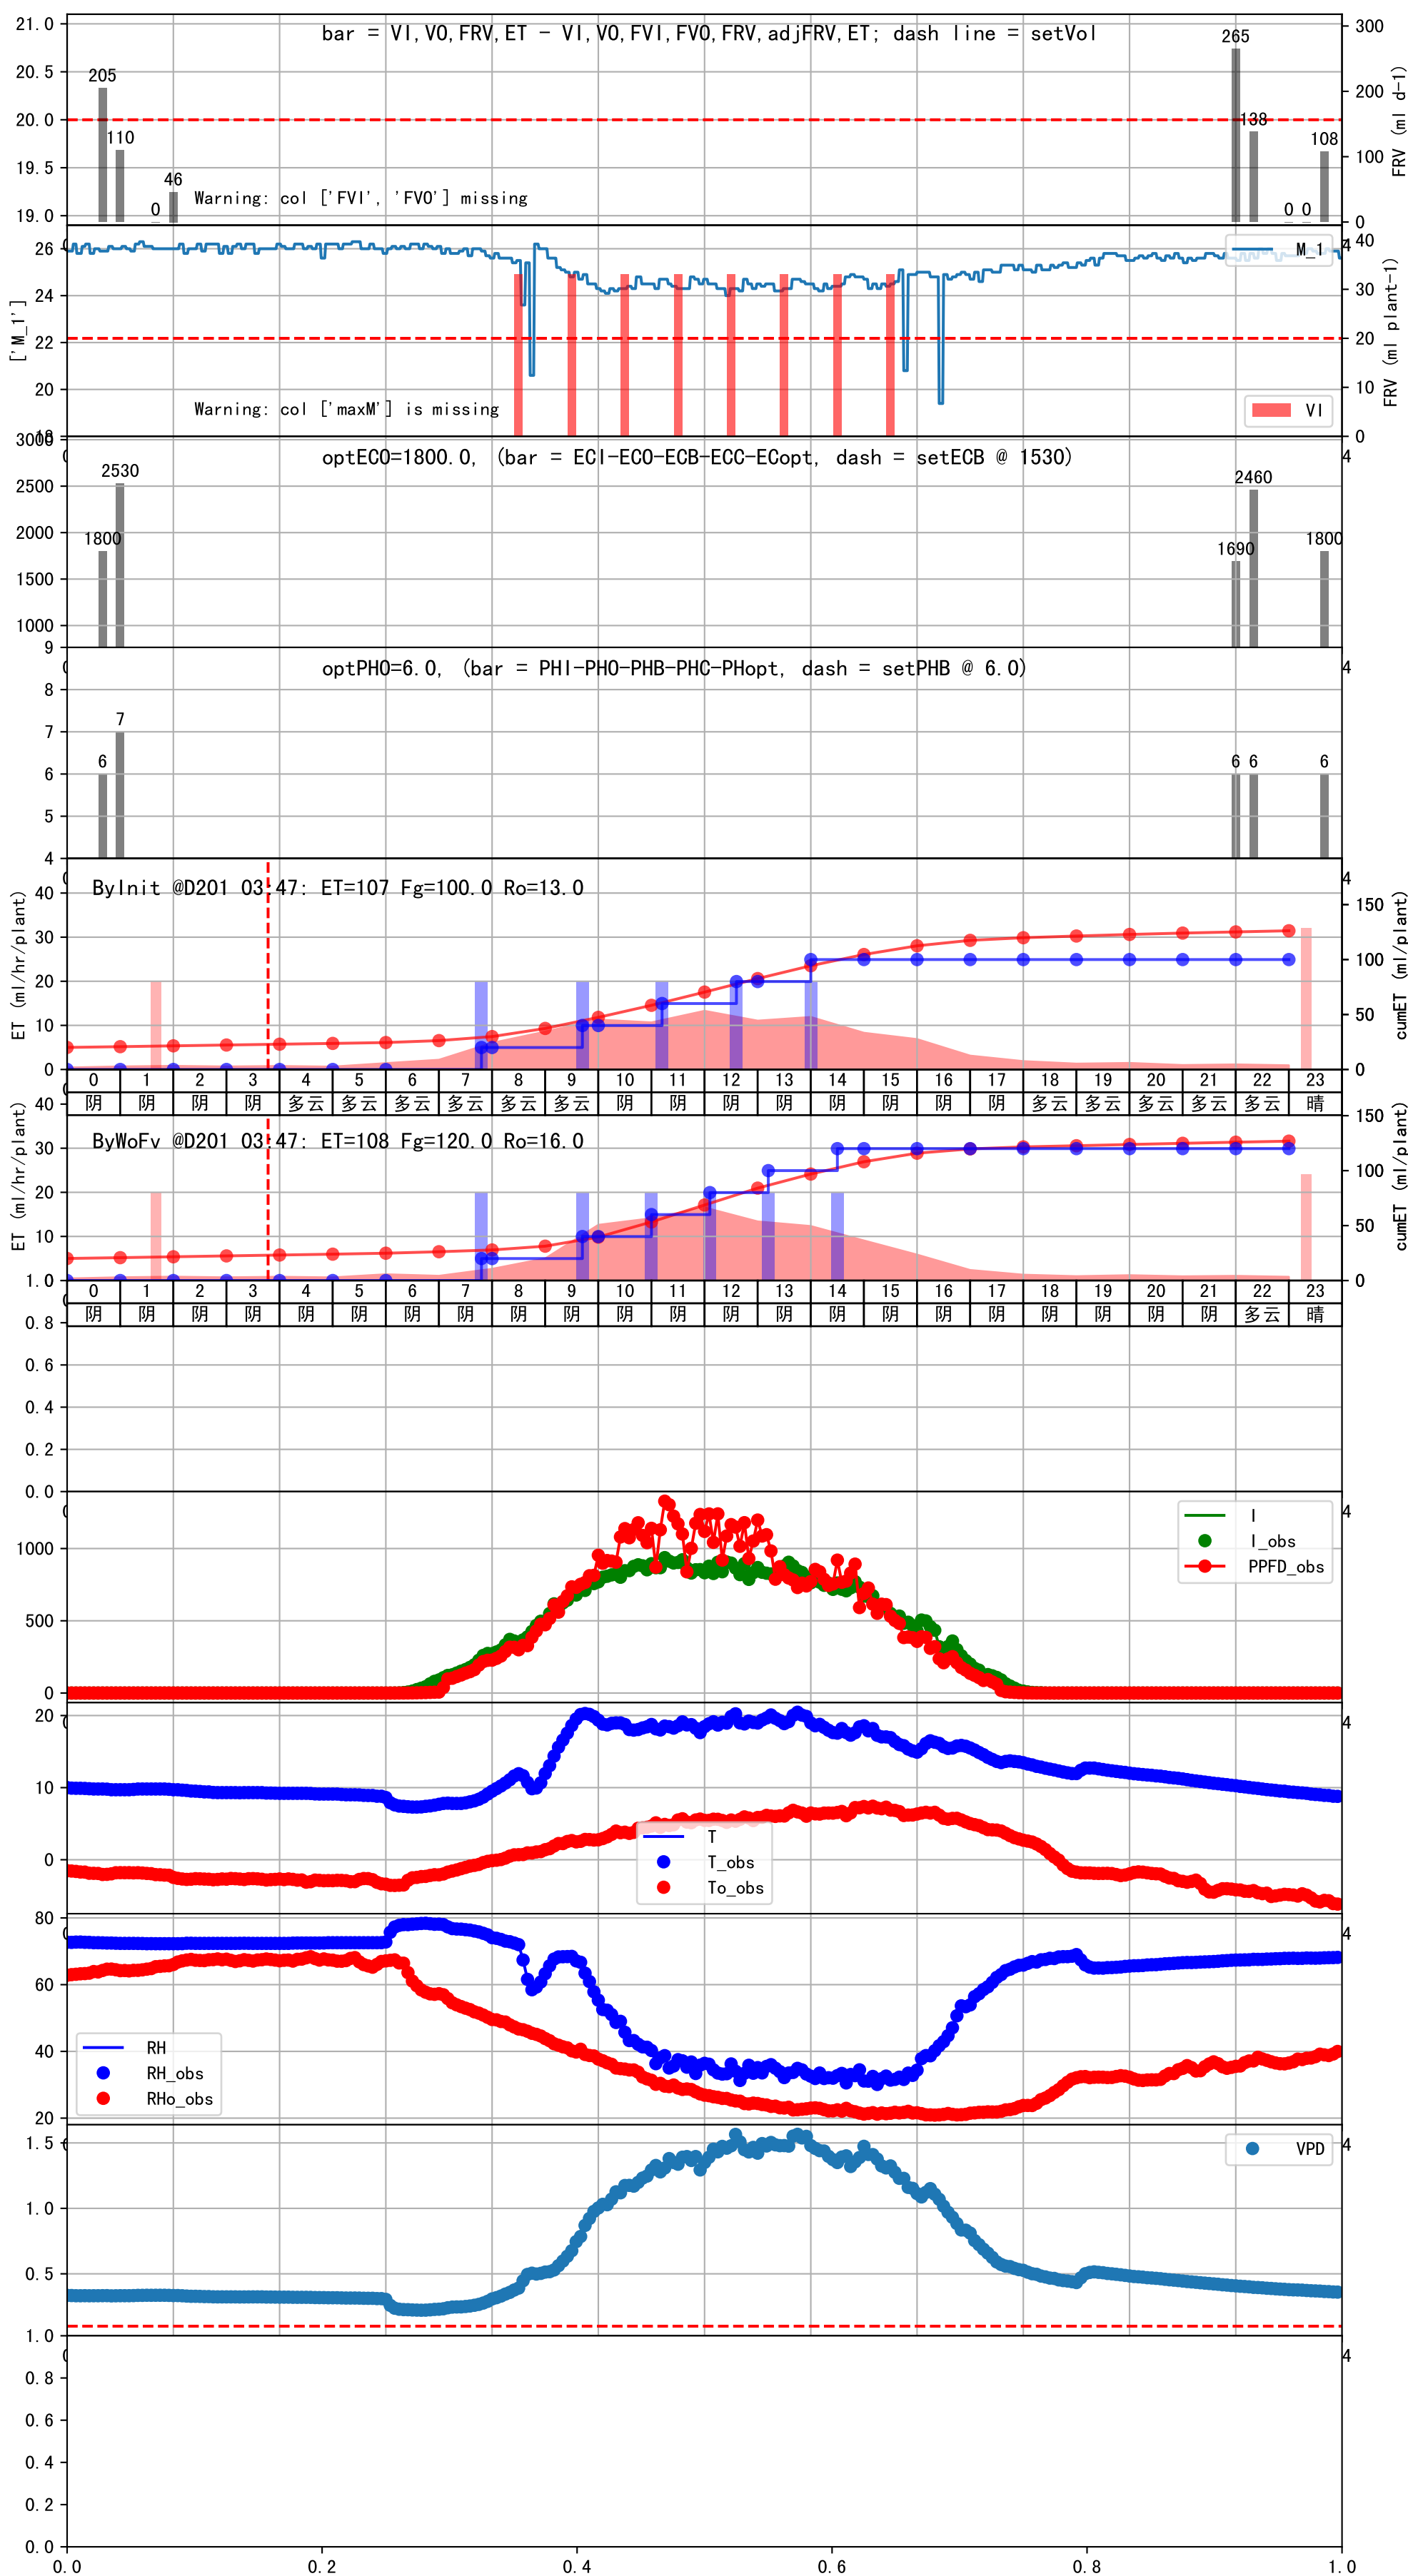 bar = VI,VO,FRV,ET - VI,VO,FVI,FVO,FRV,adjFRV,ET; dash line = setVol
21.0
20.5
20.0
19.5
19.0
300
200
100
0
FRV (ml d-1)
205
110
0
46
265
138
0 0
108
Warning: col ['FVI', 'FVO'] missing
['M_1']
26
24
22
20
18
40
30
20
10
0
FRV (ml plant-1)
M_1
VI
Warning: col ['maxM'] is missing
optECO=1800.0, (bar = ECI-ECO-ECB-ECC-ECopt, dash = setECB @ 1530)
3000
2500
2000
1500
1000
1800
2530
1690
2460
1800
optPHO=6.0, (bar = PHI-PHO-PHB-PHC-PHopt, dash = setPHB @ 6.0)
9
8
7
6
5
4
6
7
6 6
6
ByInit @D201 03:47: ET=107 Fg=100.0 Ro=13.0
ET (ml/hr/plant)
40
30
20
10
0
150
100
50
0
cumET (ml/plant)
0 1 2 3 4 5 6 7 8 9 10 11 12 13 14 15 16 17 18 19 20 21 22 23
阴 阴 阴 阴 多云 多云 多云 多云 多云 多云 阴 阴 阴 阴 阴 阴 阴 阴 多云 多云 多云 多云 多云 晴
ByWoFv @D201 03:47: ET=108 Fg=120.0 Ro=16.0
ET (ml/hr/plant)
40
30
20
10
150
100
50
0
cumET (ml/plant)
0 1 2 3 4 5 6 7 8 9 10 11 12 13 14 15 16 17 18 19 20 21 22 23
阴 阴 阴 阴 阴 阴 阴 阴 阴 阴 阴 阴 阴 阴 阴 阴 阴 阴 阴 阴 阴 阴 多云 晴
1.0
0.8
0.6
0.4
0.2
0.0
1000
500
0
I
I_obs
PPFD_obs
20
10
0
T
T_obs
To_obs
80
60
40
20
RH
RH_obs
RHo_obs
1.5
1.0
0.5
VPD
1.0
0.8
0.6
0.4
0.2
0.0
0.0 0.2 0.4 0.6 0.8 1.0